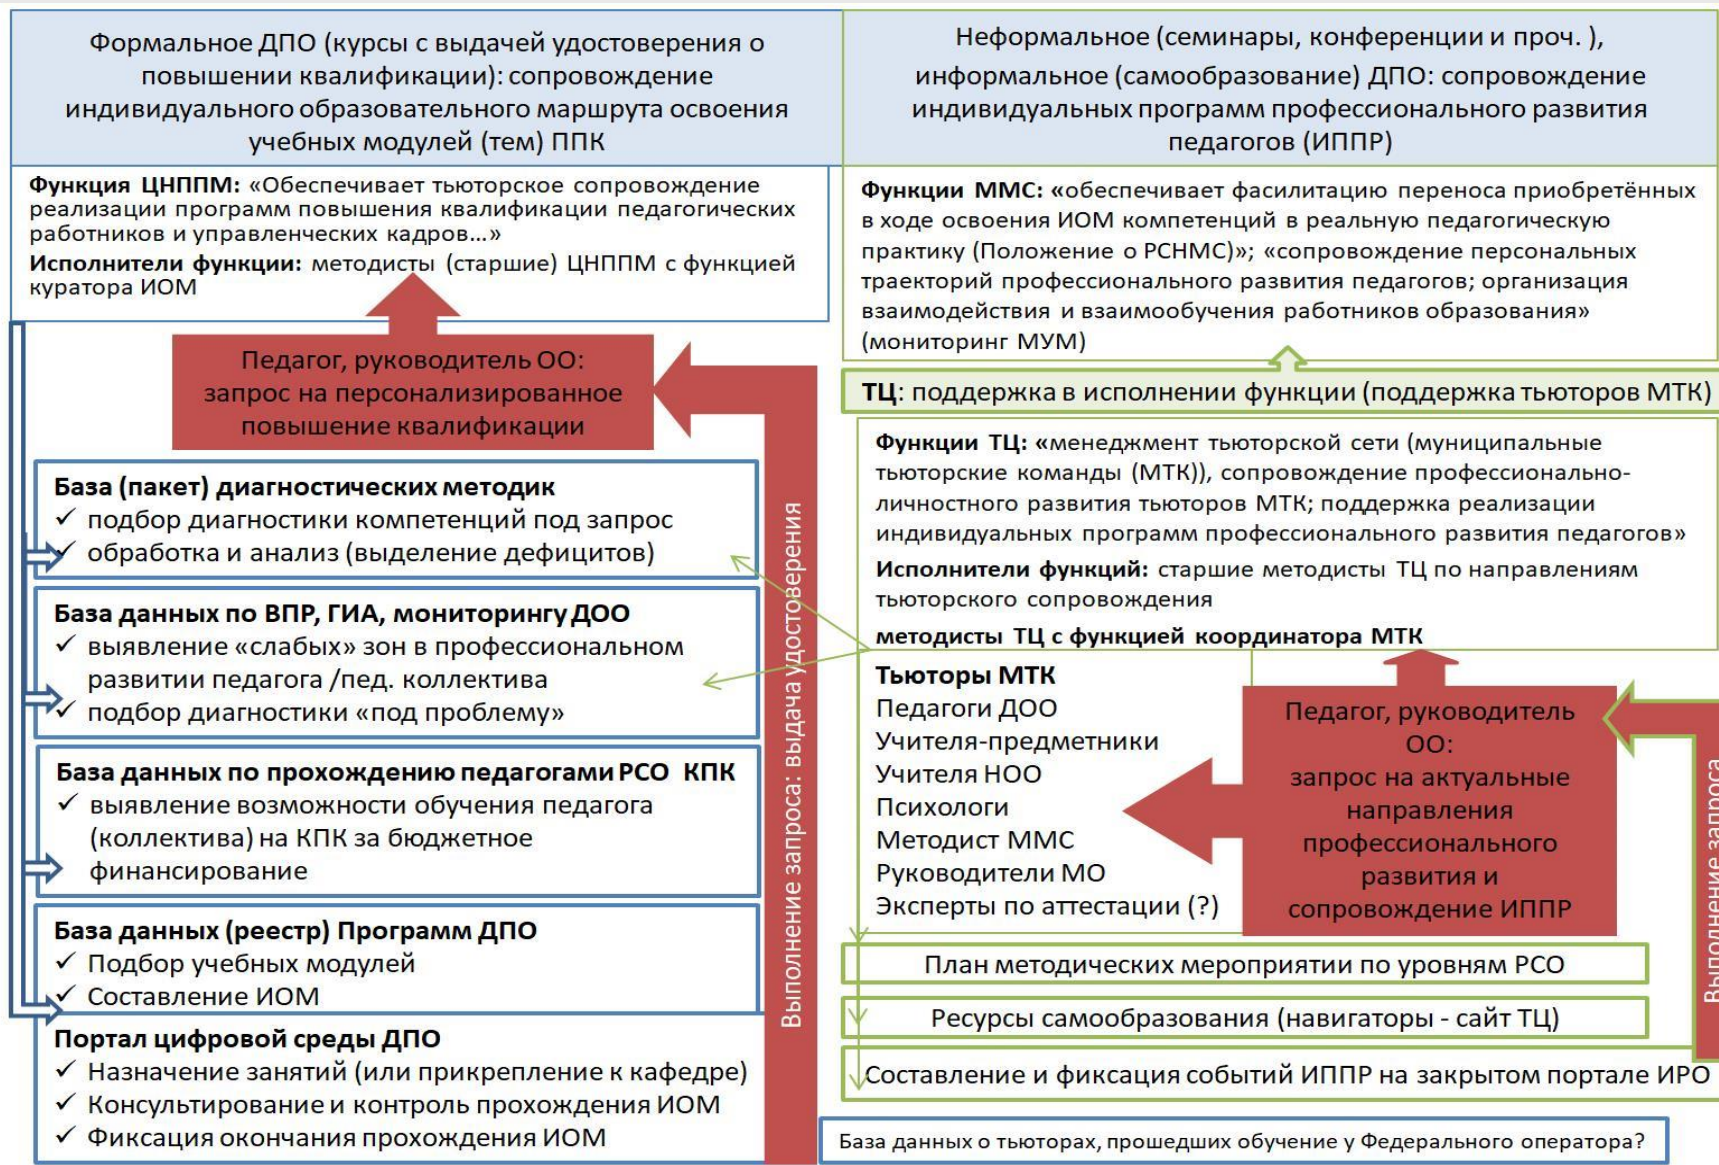 Формальное ДПО (курсы с выдачей удостоверения о
повышении квалификации): сопровождение
индивидуального образовательного маршрута освоения
учебных модулей (тем) ППК
Функция ЦНППМ: «Обеспечивает тьюторское сопровождение
реализации программ повышения квалификации педагогических
работников и управленческих кадров…»
Исполнители функции: методисты (старшие) ЦНППМ с функцией
куратора ИОМ
Педагог, руководитель ОО:
запрос на персонализированное
повышение квалификации
База (пакет) диагностических методик
✓ подбор диагностики компетенций под запрос
✓ обработка и анализ (выделение дефицитов)
База данных по ВПР, ГИА, мониторингу ДОО
✓ выявление «слабых» зон в профессиональном
развитии педагога /пед. коллектива
✓ подбор диагностики «под проблему»
База данных по прохождению педагогами РСО КПК
✓ выявление возможности обучения педагога
(коллектива) на КПК за бюджетное
финансирование
База данных (реестр) Программ ДПО
✓ Подбор учебных модулей
✓ Составление ИОМ
Портал цифровой среды ДПО
✓ Назначение занятий (или прикрепление к кафедре)
✓ Консультирование и контроль прохождения ИОМ
✓ Фиксация окончания прохождения ИОМ
Выполнение запроса: выдача удостоверения
Неформальное (семинары, конференции и проч. ),
информальное (самообразование) ДПО: сопровождение
индивидуальных программ профессионального развития
педагогов (ИППР)
Функции ММС: «обеспечивает фасилитацию переноса приобретённых
в ходе освоения ИОМ компетенций в реальную педагогическую
практику (Положение о РСНМС)»; «сопровождение персональных
траекторий профессионального развития педагогов; организация
взаимодействия и взаимообучения работников образования»
(мониторинг МУМ)
ТЦ: поддержка в исполнении функции (поддержка тьюторов МТК)
Функции ТЦ: «менеджмент тьюторской сети (муниципальные
тьюторские команды (МТК)), сопровождение профессионально-
личностного развития тьюторов МТК; поддержка реализации
индивидуальных программ профессионального развития педагогов»
Исполнители функций: старшие методисты ТЦ по направлениям
тьюторского сопровождения
методисты ТЦ с функцией координатора МТК
Тьюторы МТК
Педагоги ДОО
Учителя-предметники
Учителя НОО
Психологи
Методист ММС
Руководители МО
Эксперты по аттестации (?)
Педагог, руководитель
ОО:
запрос на актуальные
направления
профессионального
развития и
сопровождение ИППР
Выполнение запроса
План методических мероприятии по уровням РСО
Ресурсы самообразования (навигаторы - сайт ТЦ)
Составление и фиксация событий ИППР на закрытом портале ИРО
База данных о тьюторах, прошедших обучение у Федерального оператора?